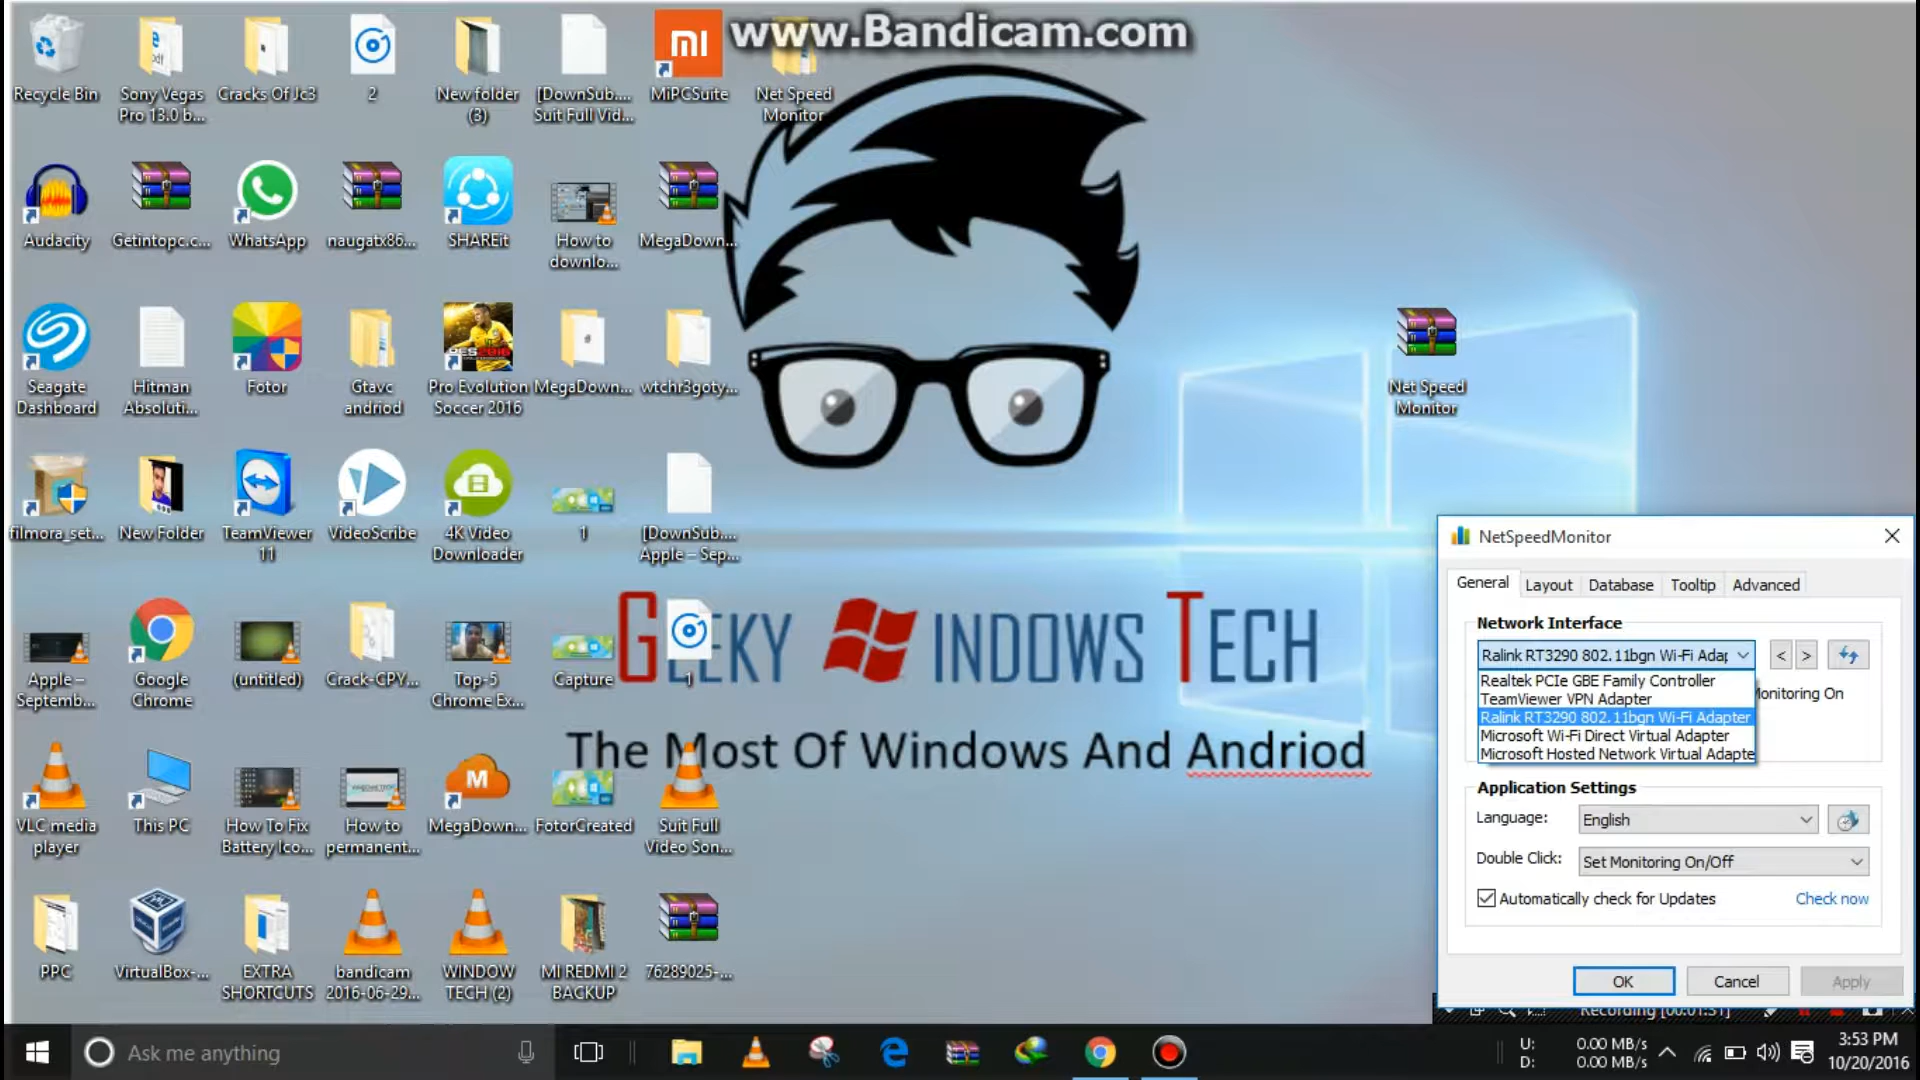 www.Bandicam.com
Recycle Bin
Sony Vegas
Pro 13.0 b...
Cracks Of Jc3
2
New folder
(3)
[DownSub....
Suit Full Vid...
MiPCSuite
Net Speed
Monitor
Audacity
Getintopc.c...
WhatsApp
naugatx86...
SHAREit
How to
downlo...
MegaDown...
Seagate
Dashboard
Hitman
Absoluti...
Fotor
Gtavc
andriod
Pro Evolution
Soccer 2016
MegaDown...
wtchr3goty...
Net Speed
Monitor
filmora_set...
New Folder
TeamViewer
11
VideoScribe
4K Video
Downloader
1
[DownSub....
Apple – Sep...
Apple –
Septemb...
Google
Chrome
(untitled)
Crack-CPY...
Top-5
Chrome Ex...
Capture
1
GEEKY WINDOWS TECH
The Most Of Windows And Andriod
VLC media
player
This PC
How To Fix
Battery Ico...
How to
permanent...
MegaDown...
FotorCreated
Suit Full
Video Son...
PPC
VirtualBox-...
EXTRA
SHORTCUTS
bandicam
2016-06-29...
WINDOW
TECH (2)
MI REDMI 2
BACKUP
76289025-...
NetSpeedMonitor
General Layout Database Tooltip Advanced
Network Interface
Ralink RT3290 802.11bgn Wi-Fi Adap
< >
Realtek PCIe GBE Family Controller
TeamViewer VPN Adapter
Monitoring On
Ralink RT3290 802.11bgn Wi-Fi Adapter
Microsoft Wi-Fi Direct Virtual Adapter
Microsoft Hosted Network Virtual Adapte
Application Settings
Language: English
Double Click: Set Monitoring On/Off
Automatically check for Updates Check now
OK Cancel Apply
Recording [00:01:31]
Ask me anything
U: 0.00 MB/s
D: 0.00 MB/s
3:53 PM
10/20/2016